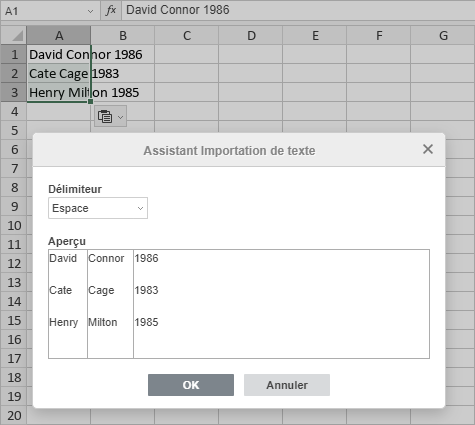 A1 fx David Connor 1986
A B C D E F G
1 David Connor 1986
2 Cate Cage 1983
3 Henry Milton 1985
4
5
6
7
8
9
10
11
12
13
14
15
16
17
18
19
20
Assistant Importation de texte
Délimiteur
Espace
Aperçu
David Connor 1986
Cate Cage 1983
Henry Milton 1985
OK Annuler